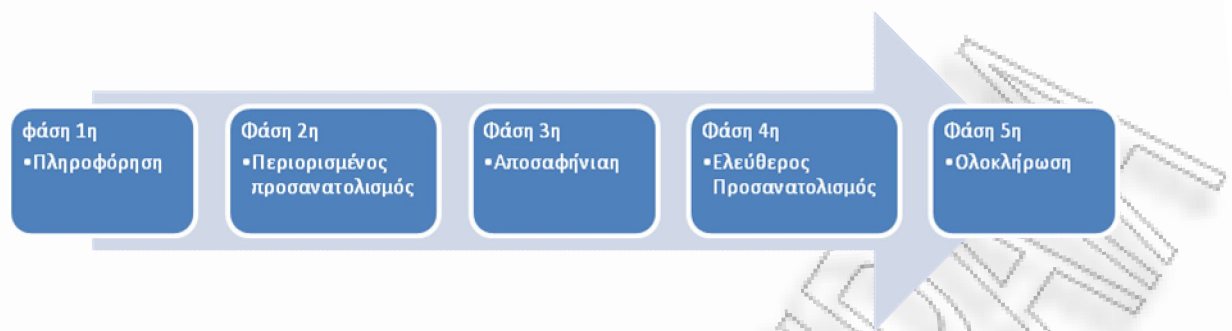 φάση 1η
•Πληροφόρηση
Φάση 2η
•Περιορισμένος
προσανατολισμός
Φάση 3η
•Αποσαφήνιαη
Φάση 4η
•Ελεύθερος
Προσανατολισμός
Φάση 5η
•Ολοκλήρωση